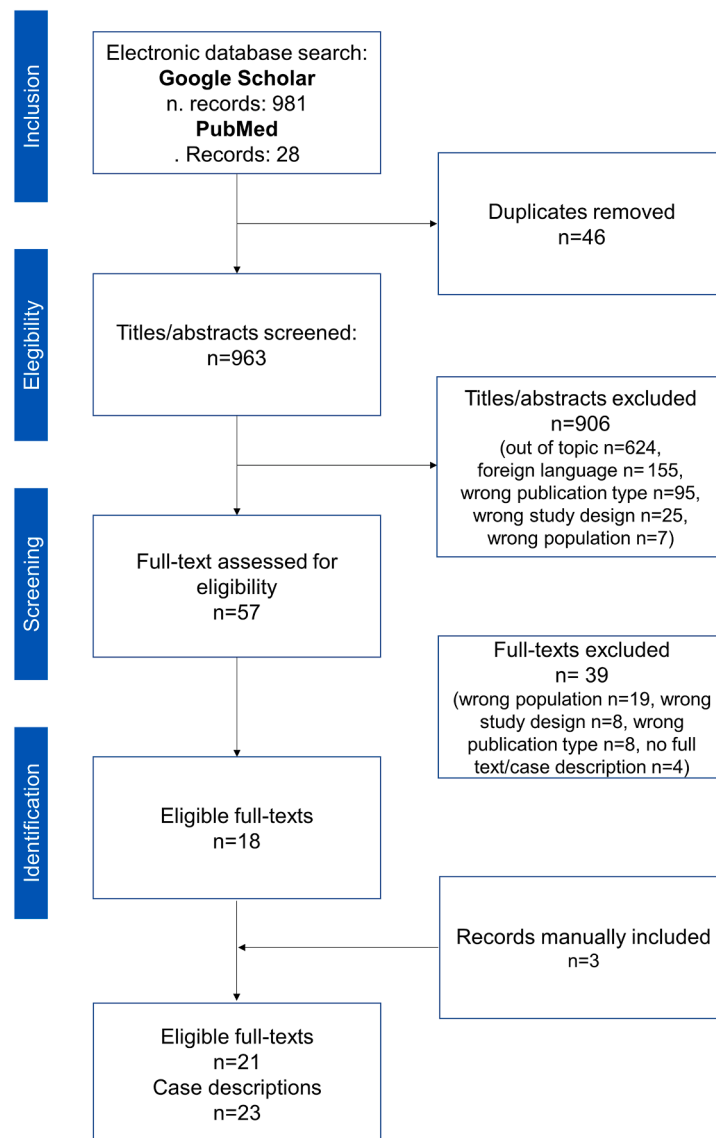 Inclusion
Electronic database search:
Google Scholar
n. records: 981
PubMed
. Records: 28
Duplicates removed
n=46
Elegibility
Titles/abstracts screened:
n=963
Titles/abstracts excluded
n=906
(out of topic n=624,
foreign language n= 155,
wrong publication type n=95,
wrong study design n=25,
wrong population n=7)
Screening
Full-text assessed for
eligibility
n=57
Full-texts excluded
n= 39
(wrong population n=19, wrong
study design n=8, wrong
publication type n=8, no full
text/case description n=4)
Identification
Eligible full-texts
n=18
Records manually included
n=3
Eligible full-texts
n=21
Case descriptions
n=23